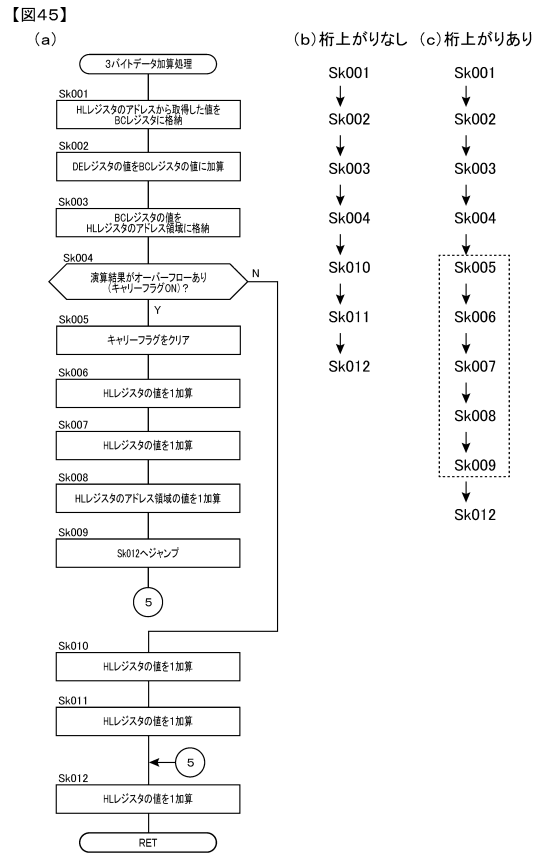 【図45】
(a)
3バイトデータ加算処理
Sk001
HLレジスタのアドレスから取得した値を
BCレジスタに格納
Sk002
DEレジスタの値をBCレジスタの値に加算
Sk003
BCレジスタの値を
HLレジスタのアドレス領域に格納
Sk004
演算結果がオーバーフローあり
(キャリーフラグON)?
N
Y
Sk005
キャリーフラグをクリア
Sk006
HLレジスタの値を1加算
Sk007
HLレジスタの値を1加算
Sk008
HLレジスタのアドレス領域の値を1加算
Sk009
Sk012へジャンプ
5
Sk010
HLレジスタの値を1加算
Sk011
HLレジスタの値を1加算
5
Sk012
HLレジスタの値を1加算
RET
(b)桁上がりなし
Sk001
Sk002
Sk003
Sk004
Sk010
Sk011
Sk012
(c)桁上がりあり
Sk001
Sk002
Sk003
Sk004
Sk005
Sk006
Sk007
Sk008
Sk009
Sk012